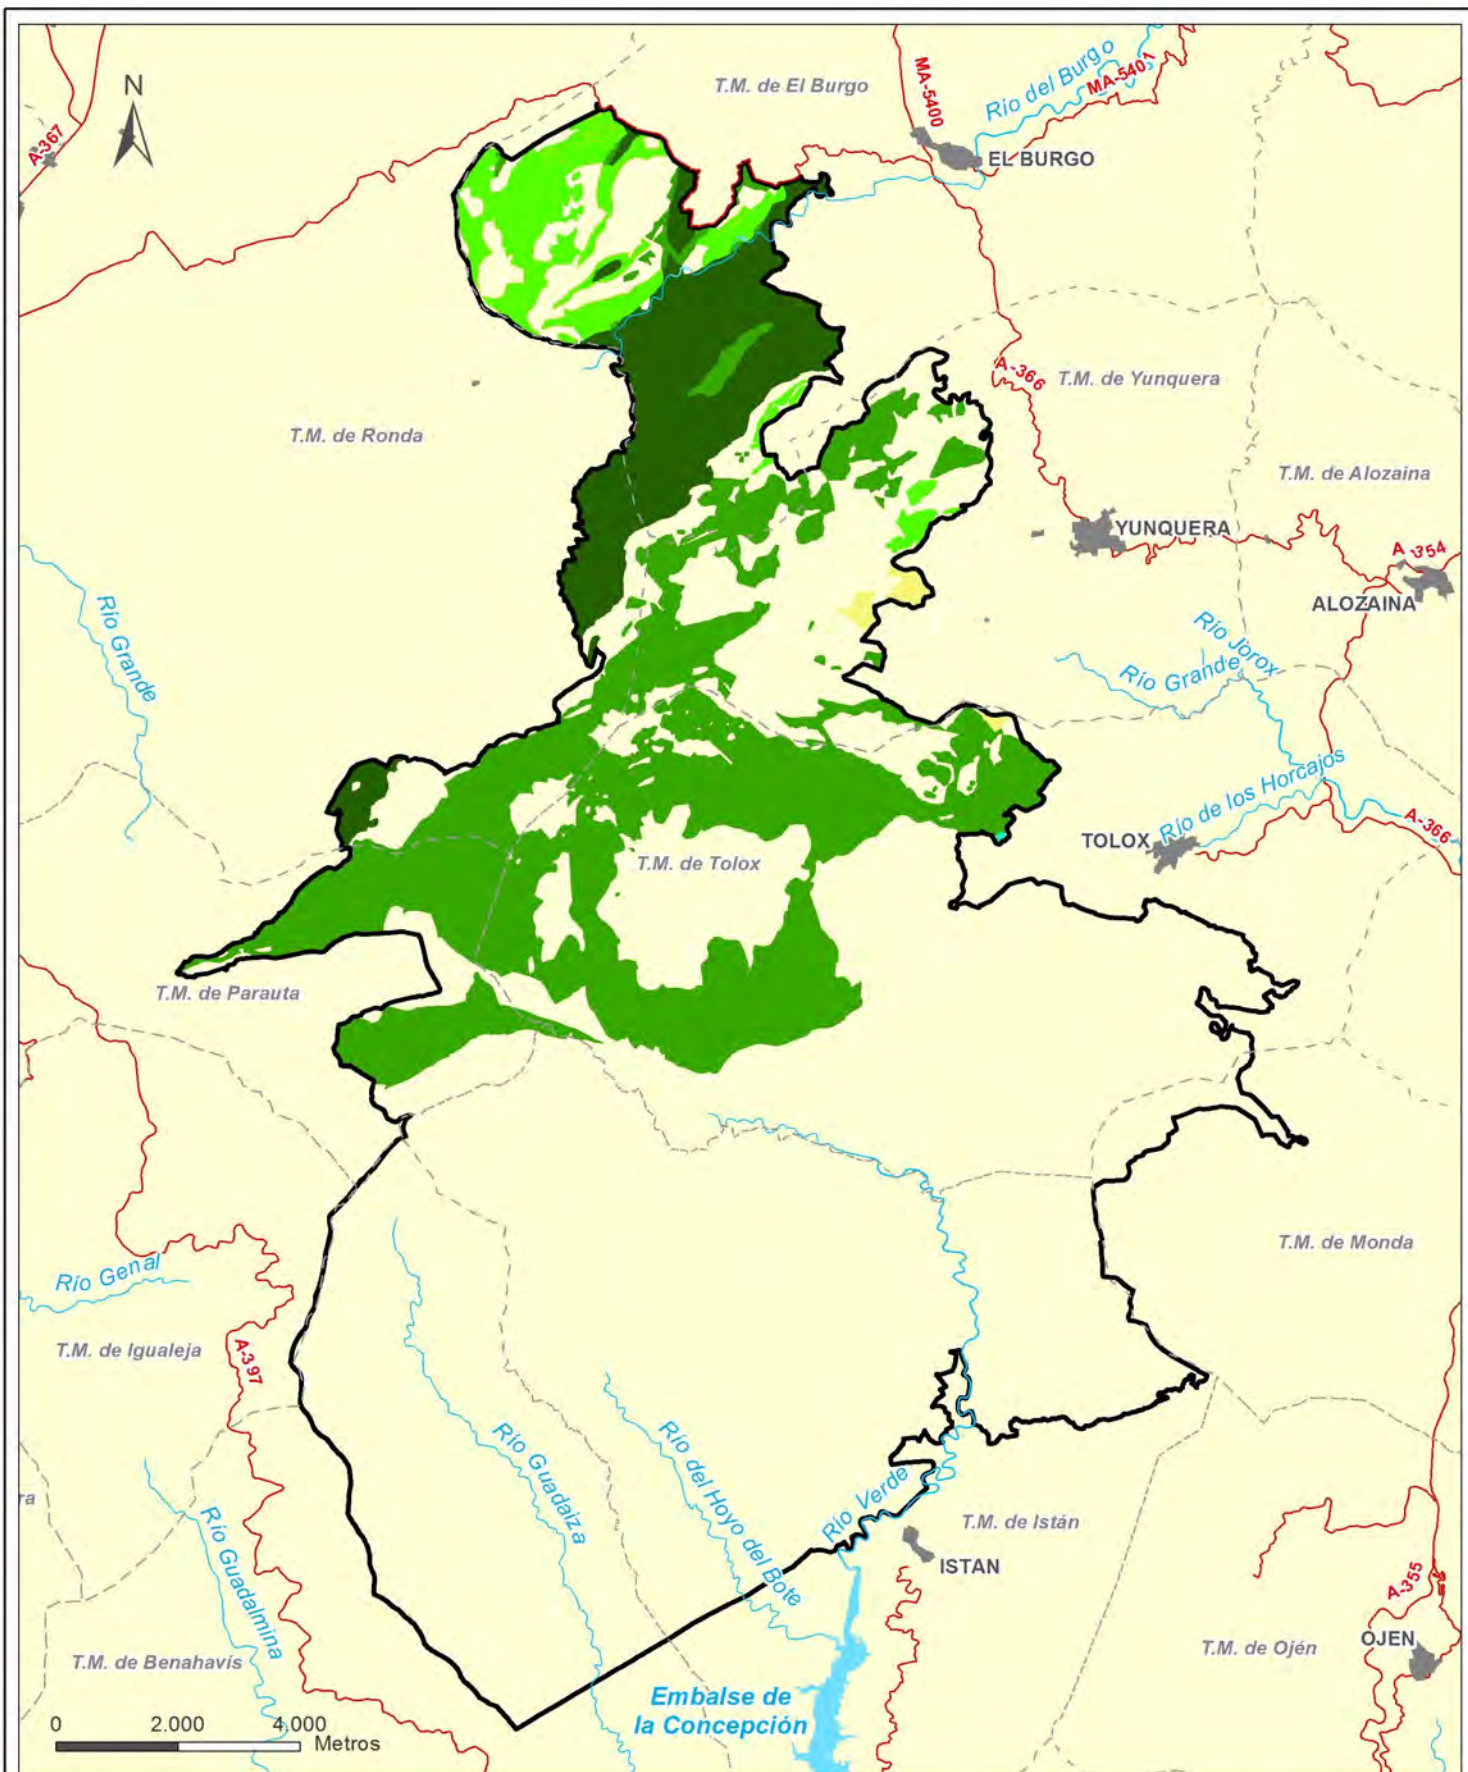 N
A-367
T.M. de El Burgo
MA-5400
Río del Burgo
MA-5401
EL BURGO
A-366
T.M. de Yunquera
T.M. de Ronda
T.M. de Alozaina
YUNQUERA
A-354
ALOZAINA
Río Grande
Río Jorox
Río Grande
Río de los Horcajos
TOLOX
A-366
T.M. de Tolox
T.M. de Parauta
T.M. de Monda
Río Genal
T.M. de Igualeja
A-397
Río Guadaiza
Río del Hoyo del Bote
Río Verde
ra
T.M. de Istán
ISTAN
Río Guadalmina
A-355
T.M. de Benahavís
T.M. de Ojén
OJEN
Embalse de
la Concepción
0 2.000 4.000
Metros